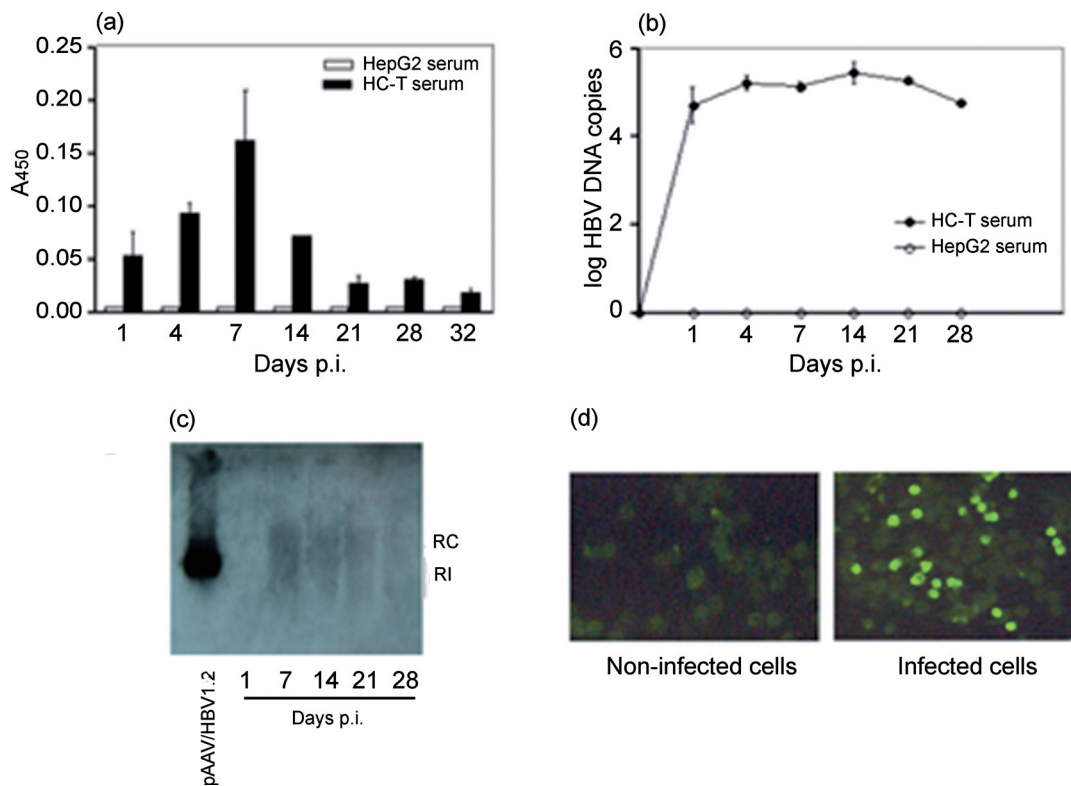 (a)
0.25
0.20
0.15
0.10
0.05
0.00
A450
HepG2 serum
HC-T serum
1 4 7 14 21 28 32
Days p.i.
(b)
6
4
2
0
log HBV DNA copies
HC-T serum
HepG2 serum
1 4 7 14 21 28
Days p.i.
(c)
RC
RI
pAAV/HBV1.2
1 7 14 21 28
Days p.i.
(d)
Non-infected cells
Infected cells